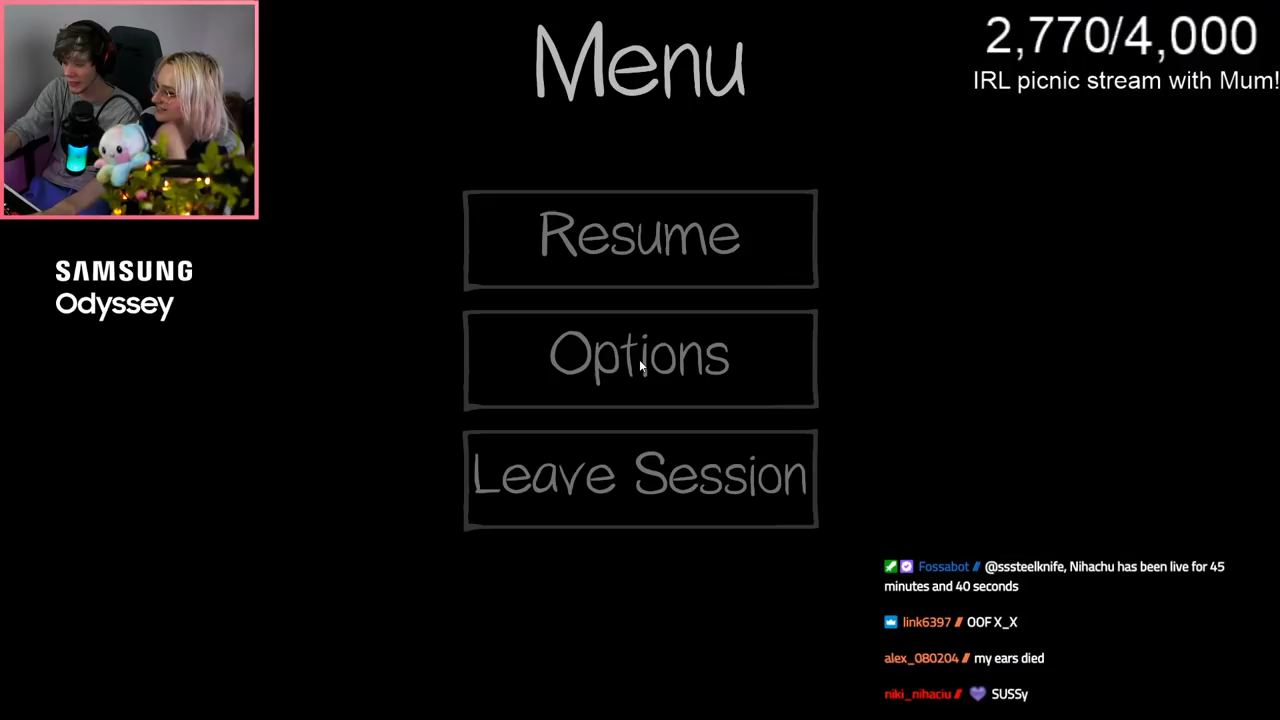 Menu
2,770/4,000
IRL picnic stream with Mum!
Resume
SAMSUNG
Odyssey
Options
Leave Session
Fossabot // @sssteelknife, Nihachu has been live for 45
minutes and 40 seconds
link6397 // OOF X_X
alex_080204 // my ears died
niki_nihaciu // 💜 SUSSy